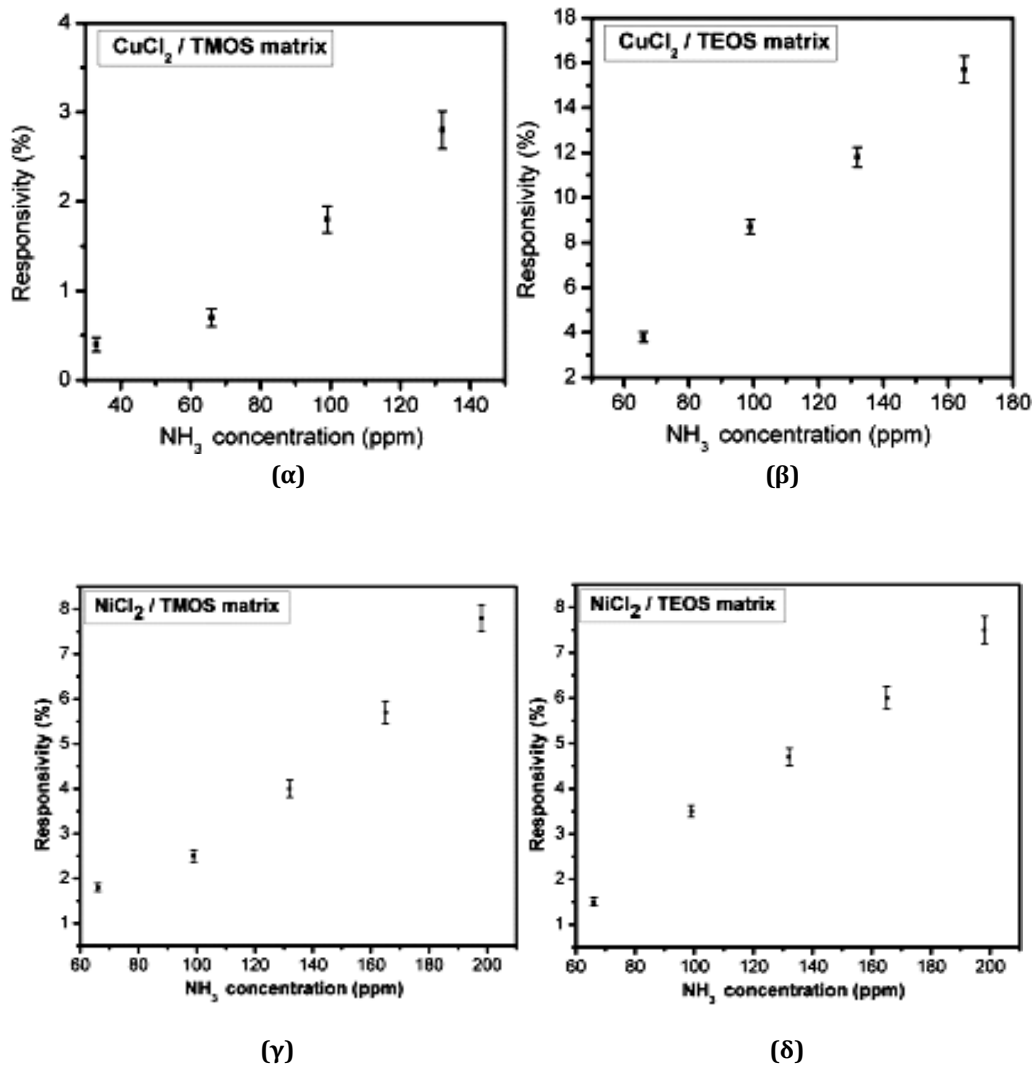 CuCl2 / TMOS matrix
Responsivity (%)
4
3
2
1
0
40 60 80 100 120 140
NH3 concentration (ppm)
(α)
CuCl2 / TEOS matrix
Responsivity (%)
18
16
14
12
10
8
6
4
2
60 80 100 120 140 160 180
NH3 concentration (ppm)
(β)
NiCl2 / TMOS matrix
Responsivity (%)
8
7
6
5
4
3
2
1
60 80 100 120 140 160 180 200
NH3 concentration (ppm)
(γ)
NiCl2 / TEOS matrix
Responsivity (%)
8
7
6
5
4
3
2
1
60 80 100 120 140 160 180 200
NH3 concentration (ppm)
(δ)